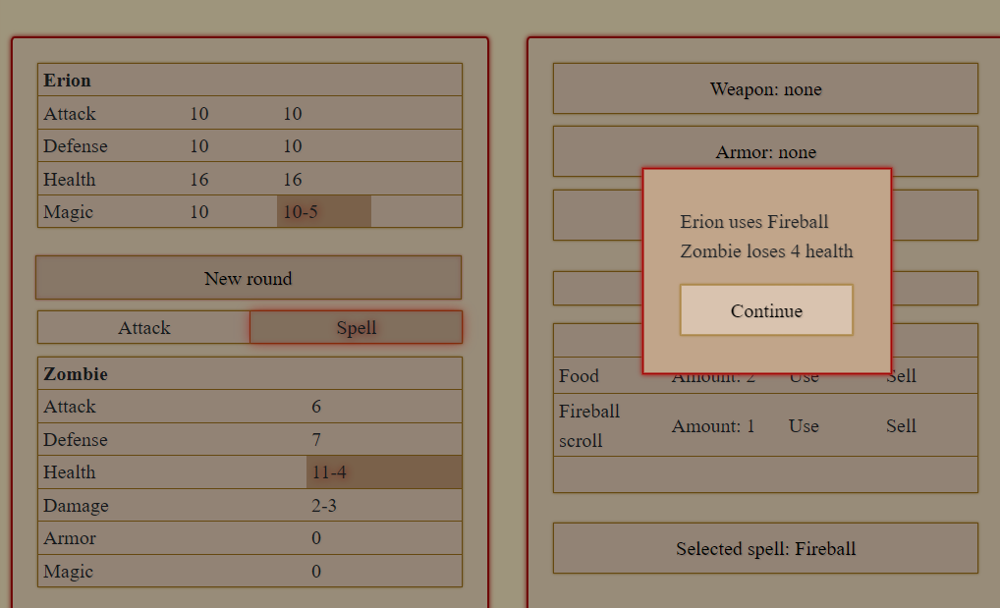 Erion
Attack 10 10
Defense 10 10
Health 16 16
Magic 10 10-5
New round
Attack Spell
Zombie
Attack 6
Defense 7
Health 11-4
Damage 2-3
Armor 0
Magic 0
Weapon: none
Armor: none
Erion uses Fireball
Zombie loses 4 health
Continue
Food Amount: 2 Use Sell
Fireball
scroll Amount: 1 Use Sell
Selected spell: Fireball